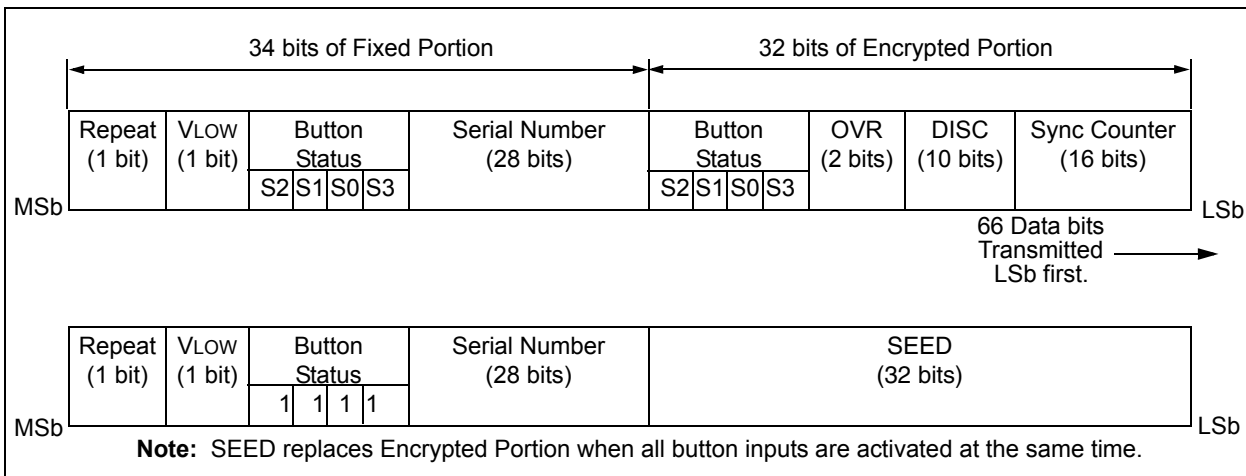 34 bits of Fixed Portion 32 bits of Encrypted Portion
Repeat VLOW Button Serial Number Button OVR DISC Sync Counter
(1 bit) (1 bit) Status (28 bits) Status (2 bits) (10 bits) (16 bits)
S2 S1 S0 S3 S2 S1 S0 S3
MSb LSb
66 Data bits
Transmitted
LSb first.
Repeat VLOW Button Serial Number SEED
(1 bit) (1 bit) Status (28 bits) (32 bits)
1 1 1 1
MSb LSb
Note: SEED replaces Encrypted Portion when all button inputs are activated at the same time.